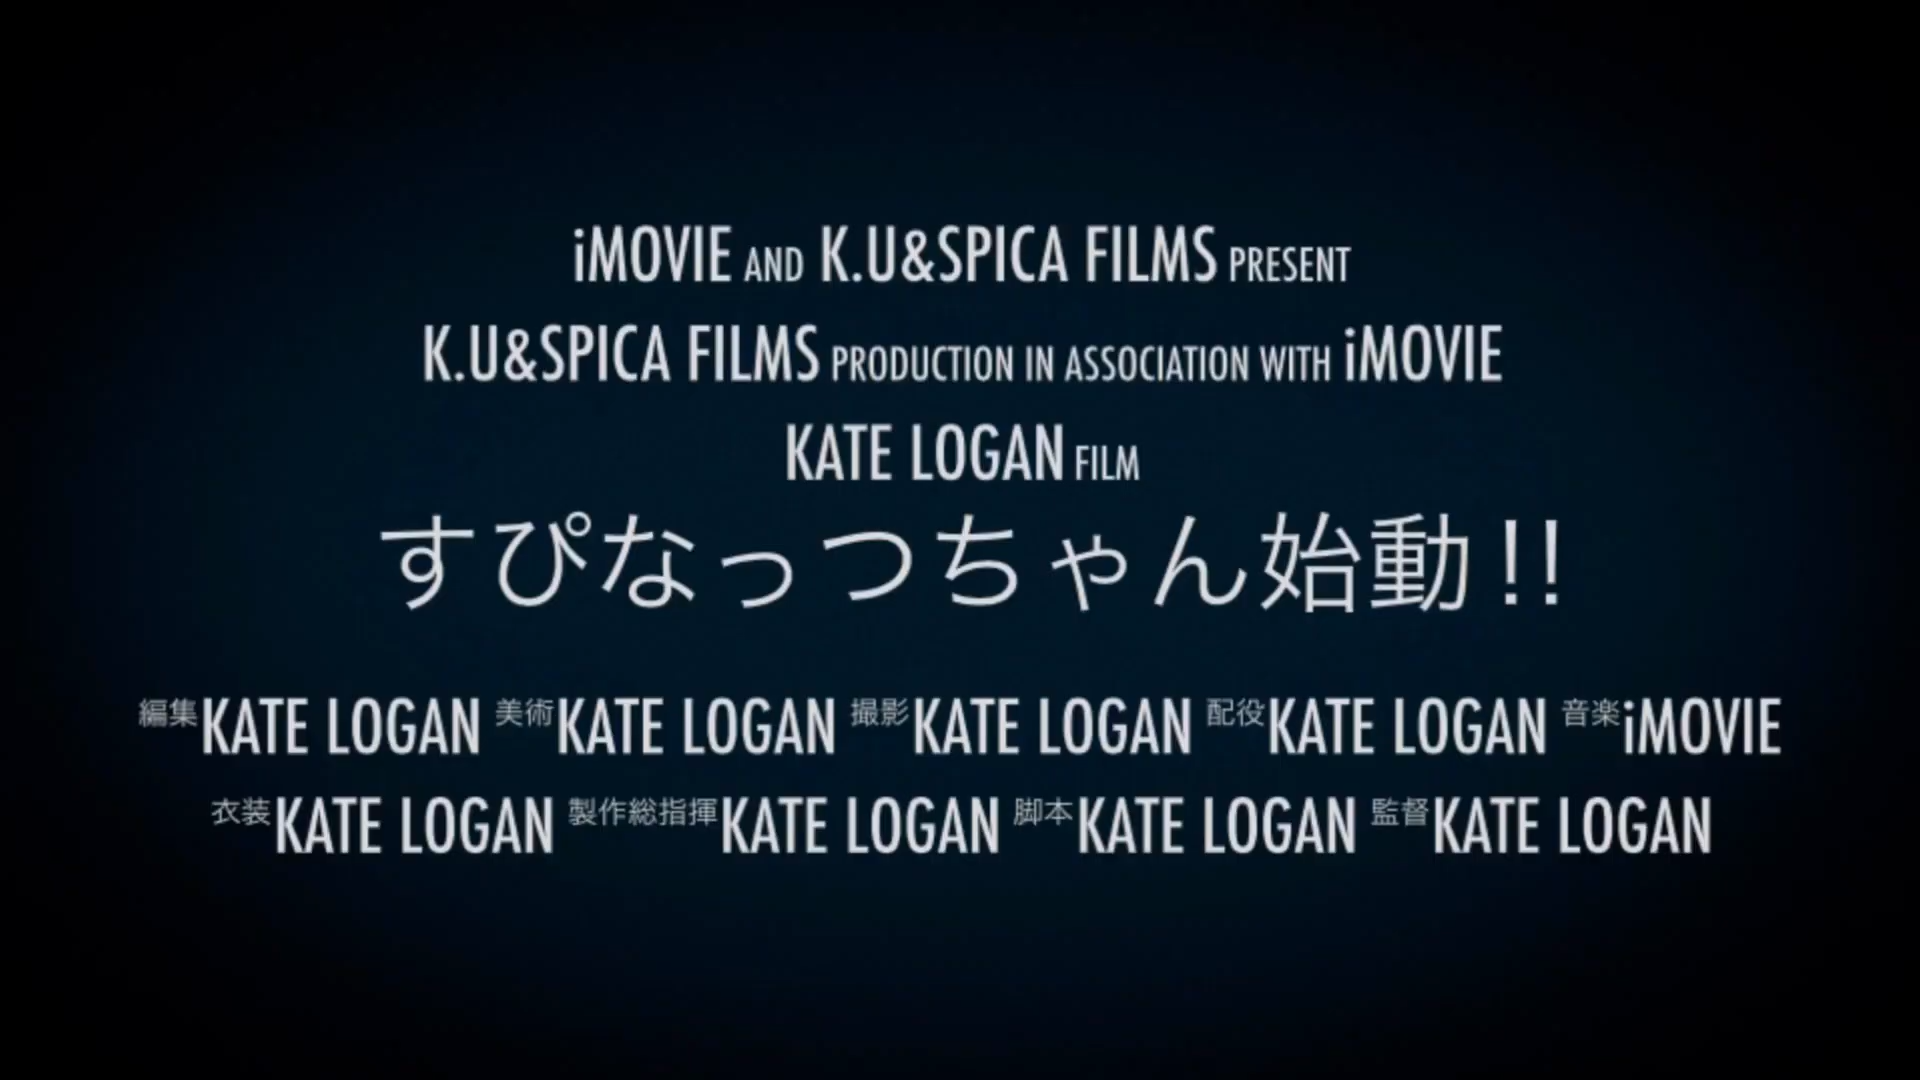 iMOVIE AND K.U&SPICA FILMS PRESENT
K.U&SPICA FILMS PRODUCTION IN ASSOCIATION WITH iMOVIE
KATE LOGAN FILM
すぴなっつちゃん始動!!
編集KATE LOGAN 美術KATE LOGAN 撮影KATE LOGAN 配役KATE LOGAN 音楽iMOVIE
衣装KATE LOGAN 製作総指揮KATE LOGAN 脚本KATE LOGAN 監督KATE LOGAN